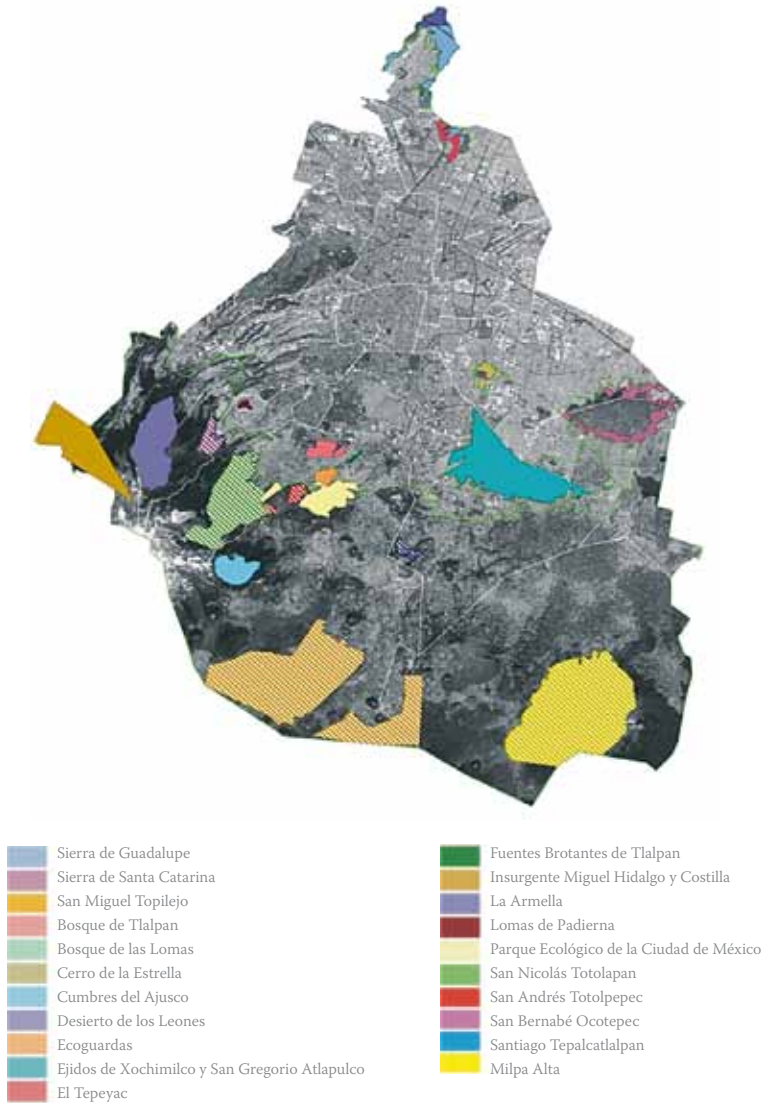 Sierra de Guadalupe
Sierra de Santa Catarina
San Miguel Topilejo
Bosque de Tlalpan
Bosque de las Lomas
Cerro de la Estrella
Cumbres del Ajusco
Desierto de los Leones
Ecoguardas
Ejidos de Xochimilco y San Gregorio Atlapulco
El Tepeyac
Fuentes Brotantes de Tlalpan
Insurgente Miguel Hidalgo y Costilla
La Armella
Lomas de Padierna
Parque Ecológico de la Ciudad de México
San Nicolás Totolapan
San Andrés Totolpepec
San Bernabé Ocotepec
Santiago Tepalcatlalpan
Milpa Alta